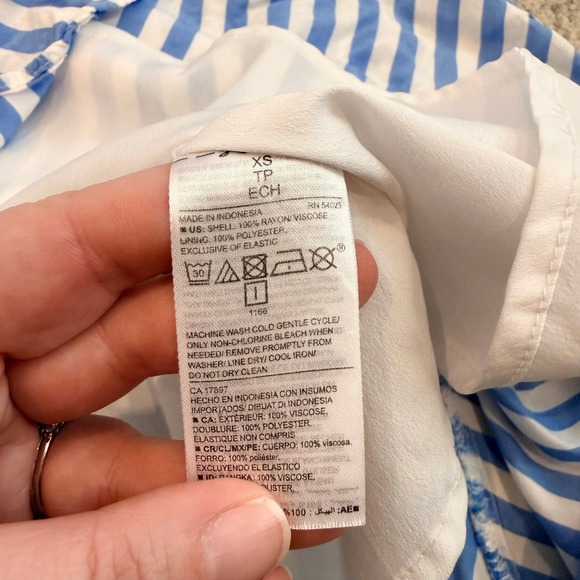 XS
TP
ECH
MADE IN INDONESIA RN 54023
■ US: SHELL: 100% RAYON/VISCOSE.
LINING: 100% POLYESTER.
EXCLUSIVE OF ELASTIC
30
I
1166
MACHINE WASH COLD GENTLE CYCLE/
ONLY NON-CHLORINE BLEACH WHEN
NEEDED/ REMOVE PROMPTLY FROM
WASHER/ LINE DRY/ COOL IRON/
DO NOT DRY CLEAN
CA 17897
HECHO EN INDONESIA CON INSUMOS
IMPORTADOS/ DIBUAT DI INDONESIA
■ CA: EXTÉRIEUR: 100% VISCOSE,
DOUBLURE: 100% POLYESTER,
ÉLASTIQUE NON COMPRIS
■ CR/CL/MX/PE: CUERPO: 100% viscosa.
FORRO: 100% poliéster.
EXCLUYENDO EL ELASTICO
■ ID: RANGKA: 100% VISCOSE,
%100 : الهيكل :AE■